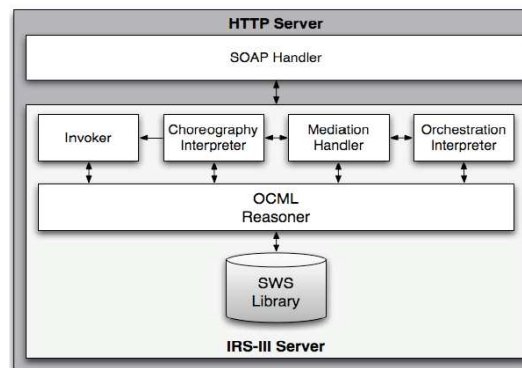 HTTP Server
SOAP Handler
Invoker
Choreography
Interpreter
Mediation
Handler
Orchestration
Interpreter
OCML
Reasoner
SWS
Library
IRS-III Server